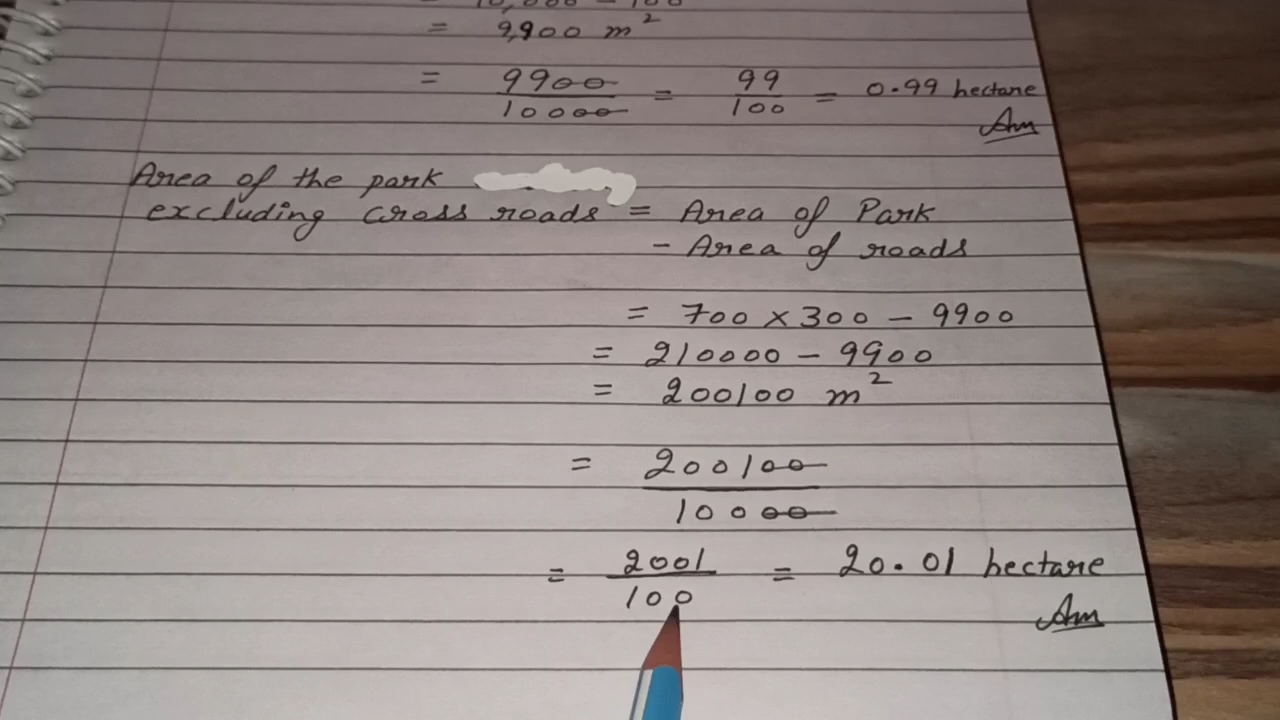 = 9,900 m²
= 9900/10000 = 99/100 = 0.99 hectare
Ans
Area of the park
excluding cross roads = Area of Park
- Area of roads
= 700 × 300 - 9900
= 210000 - 9900
= 200100 m²
= 200100/10000
= 2001/100 = 20.01 hectare
Ans